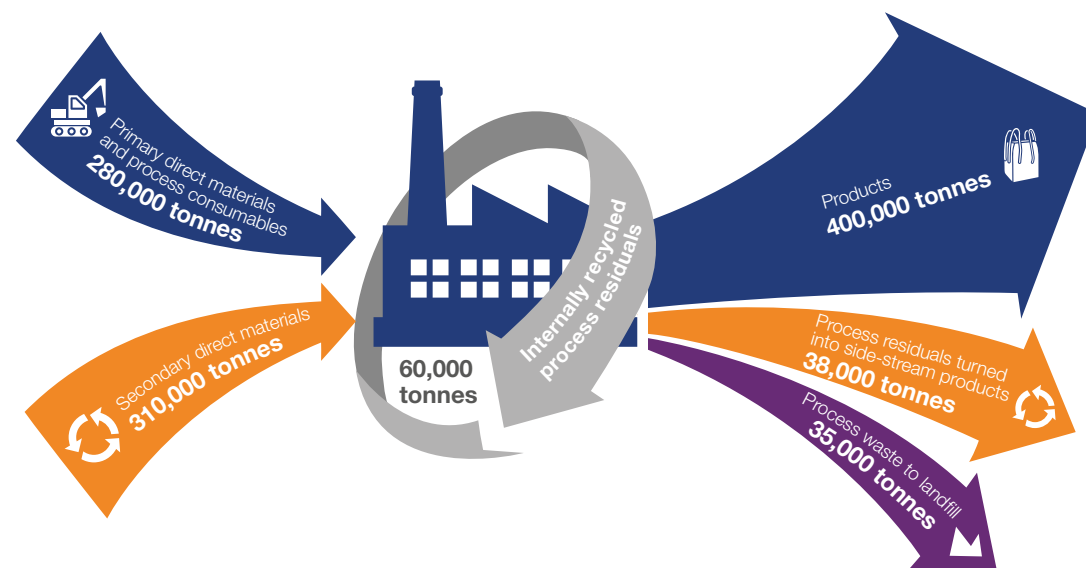 Primary direct materials
and process consumables
280,000 tonnes
Secondary direct materials
310,000 tonnes
60,000
tonnes
Internally recycled
process residuals
Products
400,000 tonnes
Process residuals turned
into side-stream products
38,000 tonnes
Process waste to landfill
35,000 tonnes